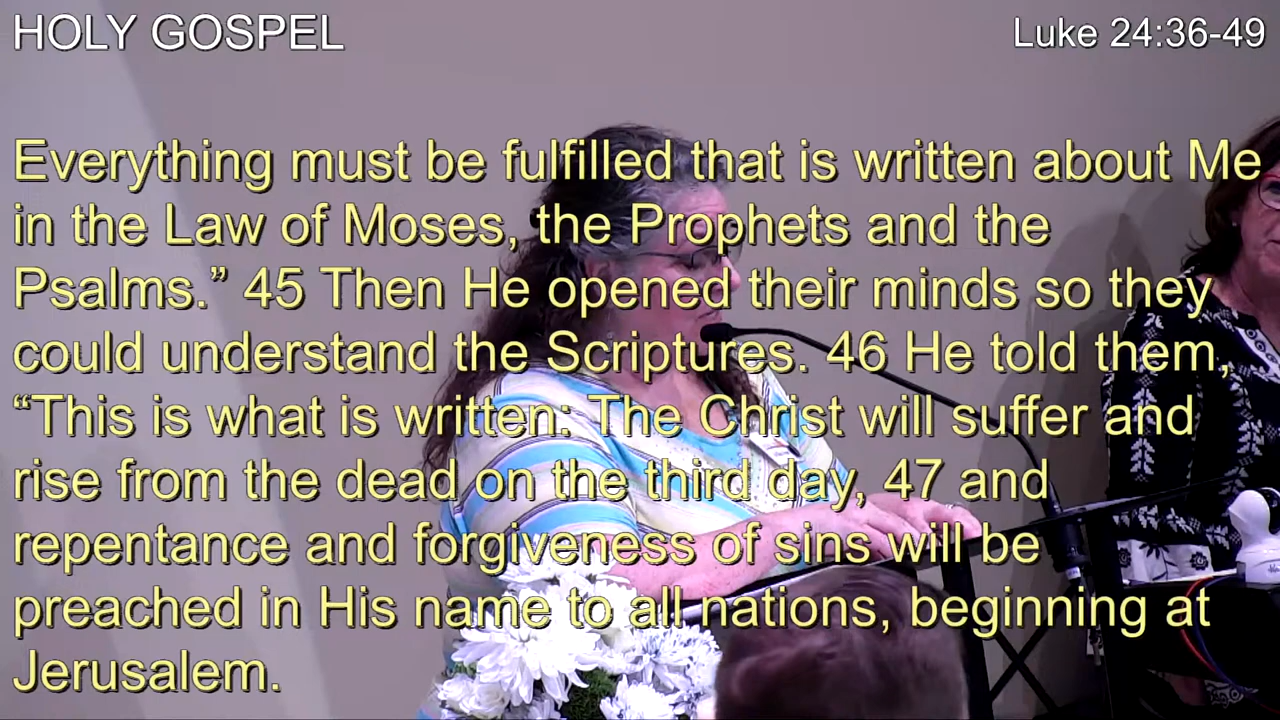 HOLY GOSPEL
Luke 24:36-49
Everything must be fulfilled that is written about Me
in the Law of Moses, the Prophets and the
Psalms.” 45 Then He opened their minds so they
could understand the Scriptures. 46 He told them,
“This is what is written: The Christ will suffer and
rise from the dead on the third day, 47 and
repentance and forgiveness of sins will be
preached in His name to all nations, beginning at
Jerusalem.